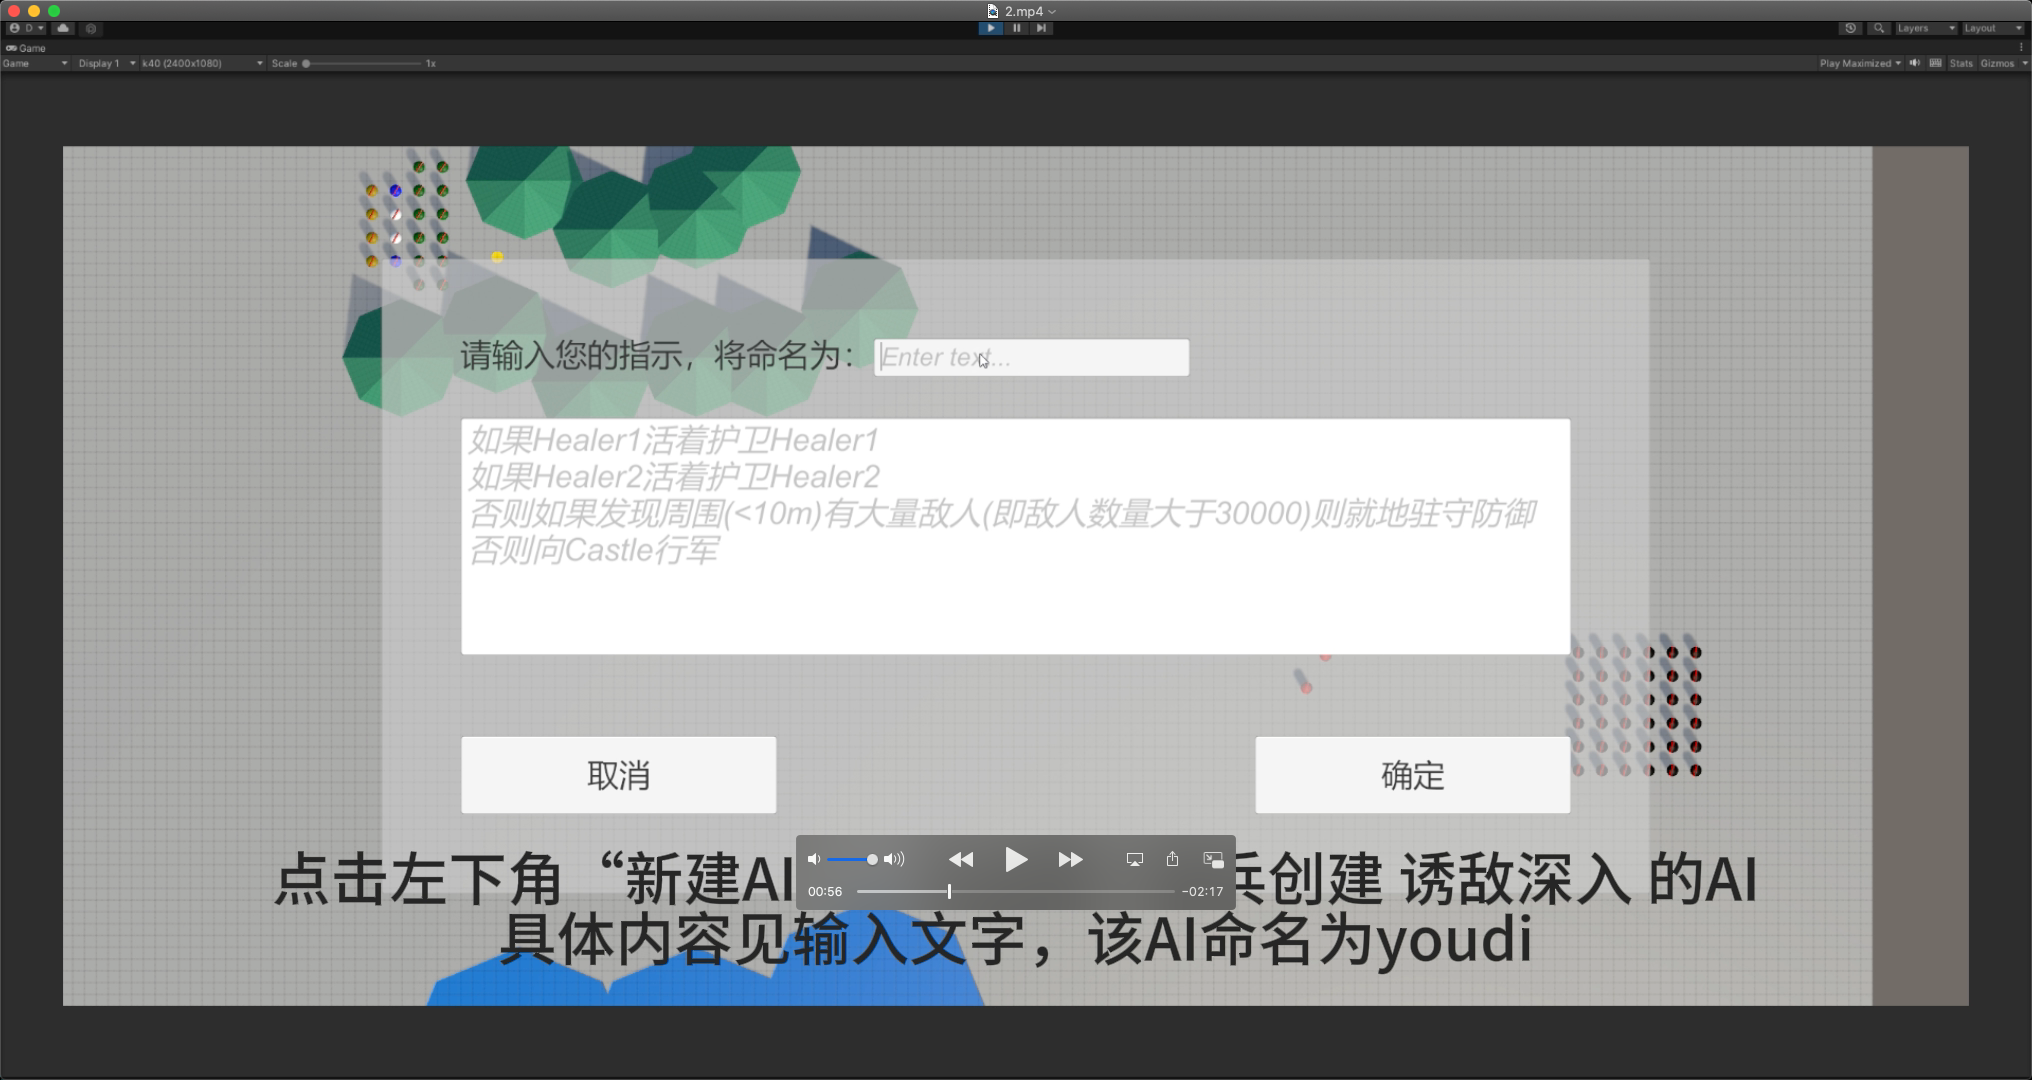 2.mp4
D
Layers
Layout
Game
Game
Display 1
k40 (2400x1080)
Scale
1x
Play Maximized
Stats
Gizmos
请输入您的指示，将命名为：
Enter text...
如果Healer1活着护卫Healer1
如果Healer2活着护卫Healer2
否则如果发现周围(<10m)有大量敌人(即敌人数量大于30000)则就地驻守防御
否则向Castle行军
取消
确定
00:56
-02:17
点击左下角“新建AI 兵创建 诱敌深入 的AI
具体内容见输入文字，该AI命名为youdi